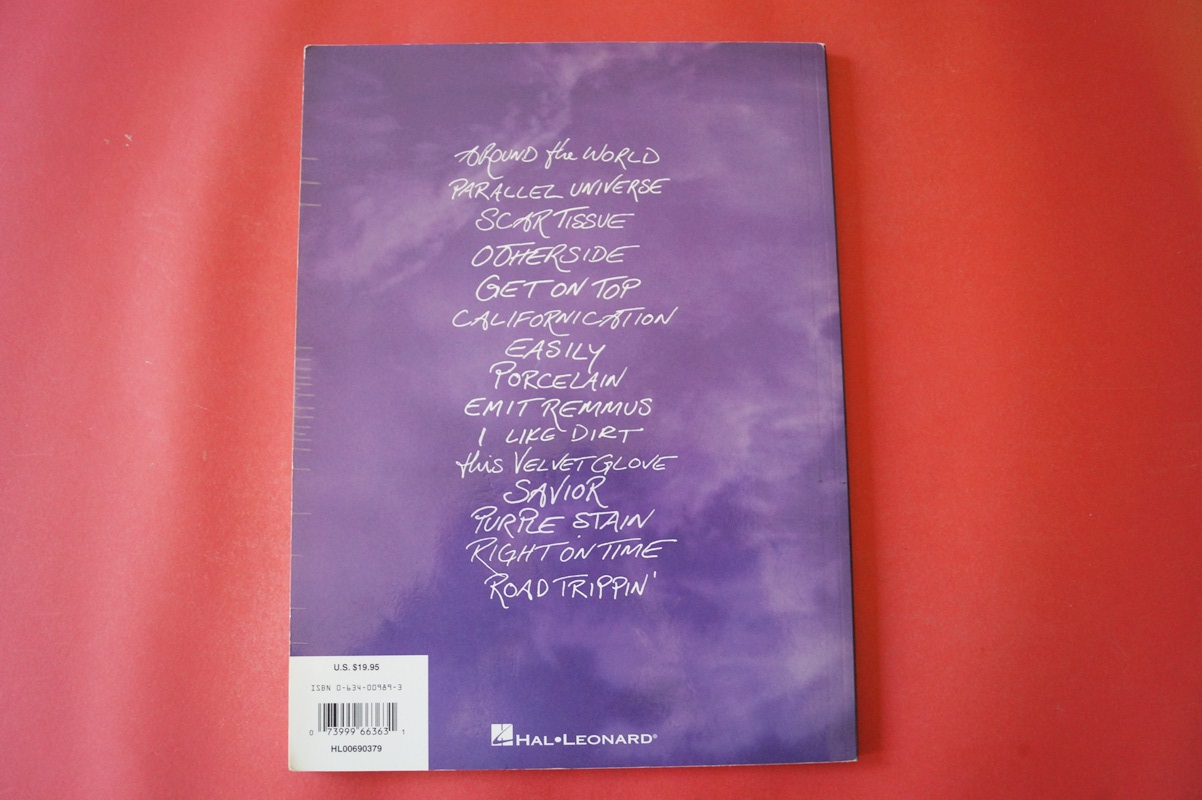 AROUND the WORLD
PARALLEL UNIVERSE
SCAR TISSUE
OTHERSIDE
GET ON TOP
CALIFORNICATION
EASILY
PORCELAIN
EMIT REMMUS
I LIKE DIRT
this VELVET GLOVE
SAVIOR
PURPLE STAIN
RIGHT ON TIME
ROAD TRIPPIN'
U.S. $19.95
ISBN 0-634-00989-3
0 73999 66363 1
HL00690379
HAL•LEONARD®